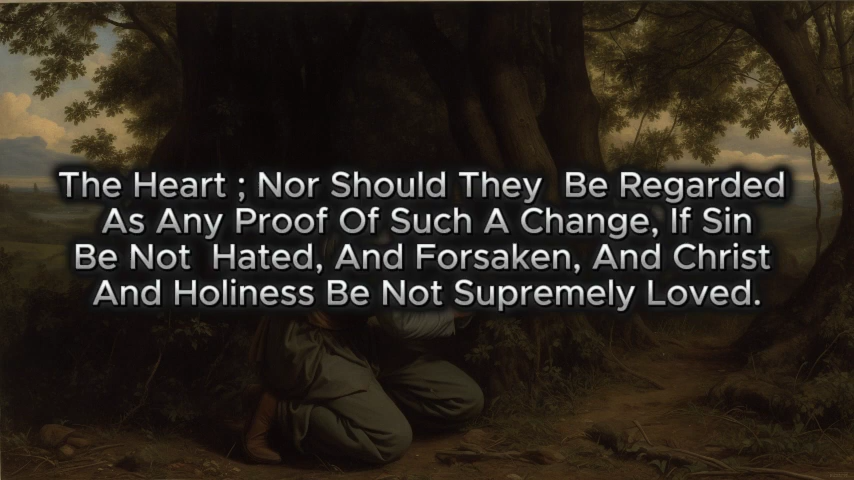 The Heart ; Nor Should They  Be Regarded
As Any Proof Of Such A Change, If Sin
Be Not  Hated, And Forsaken, And Christ
And Holiness Be Not Supremely Loved.